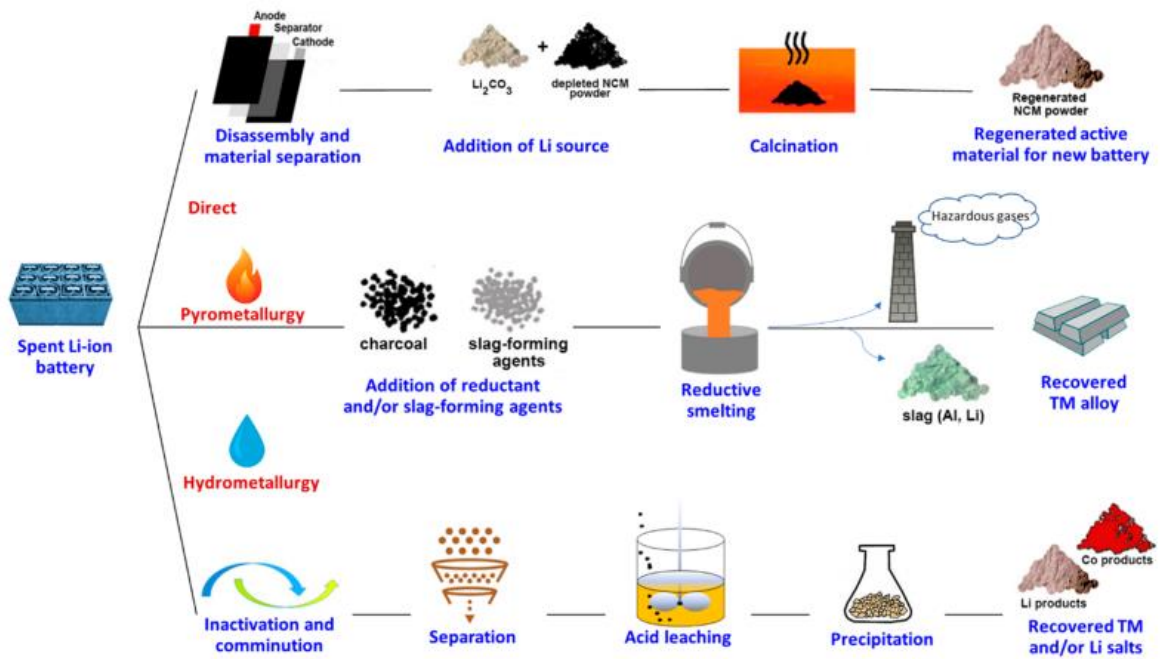 Anode
Separator
Cathode
Disassembly and
material separation
Li₂CO₃
+
depleted NCM
powder
Addition of Li source
Calcination
Regenerated
NCM powder
Regenerated active
material for new battery
Direct
Spent Li-ion
battery
Pyrometallurgy
charcoal
slag-forming
agents
Addition of reductant
and/or slag-forming agents
Reductive
smelting
Hazardous gases
slag (Al, Li)
Recovered
TM alloy
Hydrometallurgy
Inactivation and
comminution
Separation
Acid leaching
Precipitation
Co products
Li products
Recovered TM
and/or Li salts